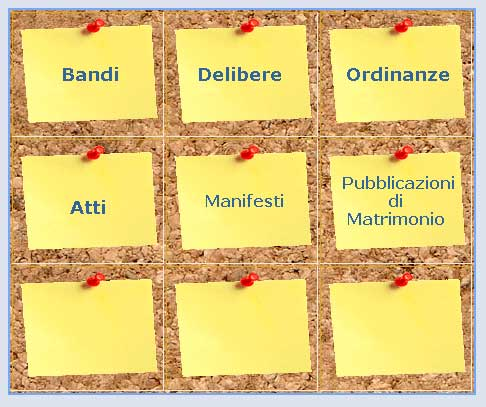 Bandi
Delibere
Ordinanze
Atti
Manifesti
Pubblicazioni
di
Matrimonio